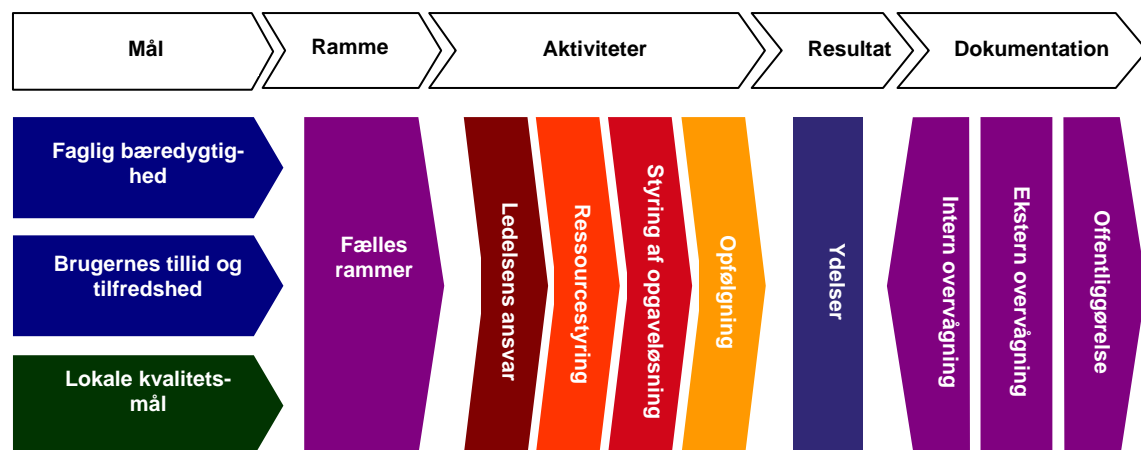 Mål
Ramme
Aktiviteter
Resultat
Dokumentation
Faglig bæredygtig-
hed
Brugernes tillid og
tilfredshed
Lokale kvalitets-
mål
Fælles
rammer
Ledelsens ansvar
Ressourcestyring
Styring af opgaveløsning
Opfølgning
Ydelser
Intern overvågning
Ekstern overvågning
Offentliggørelse